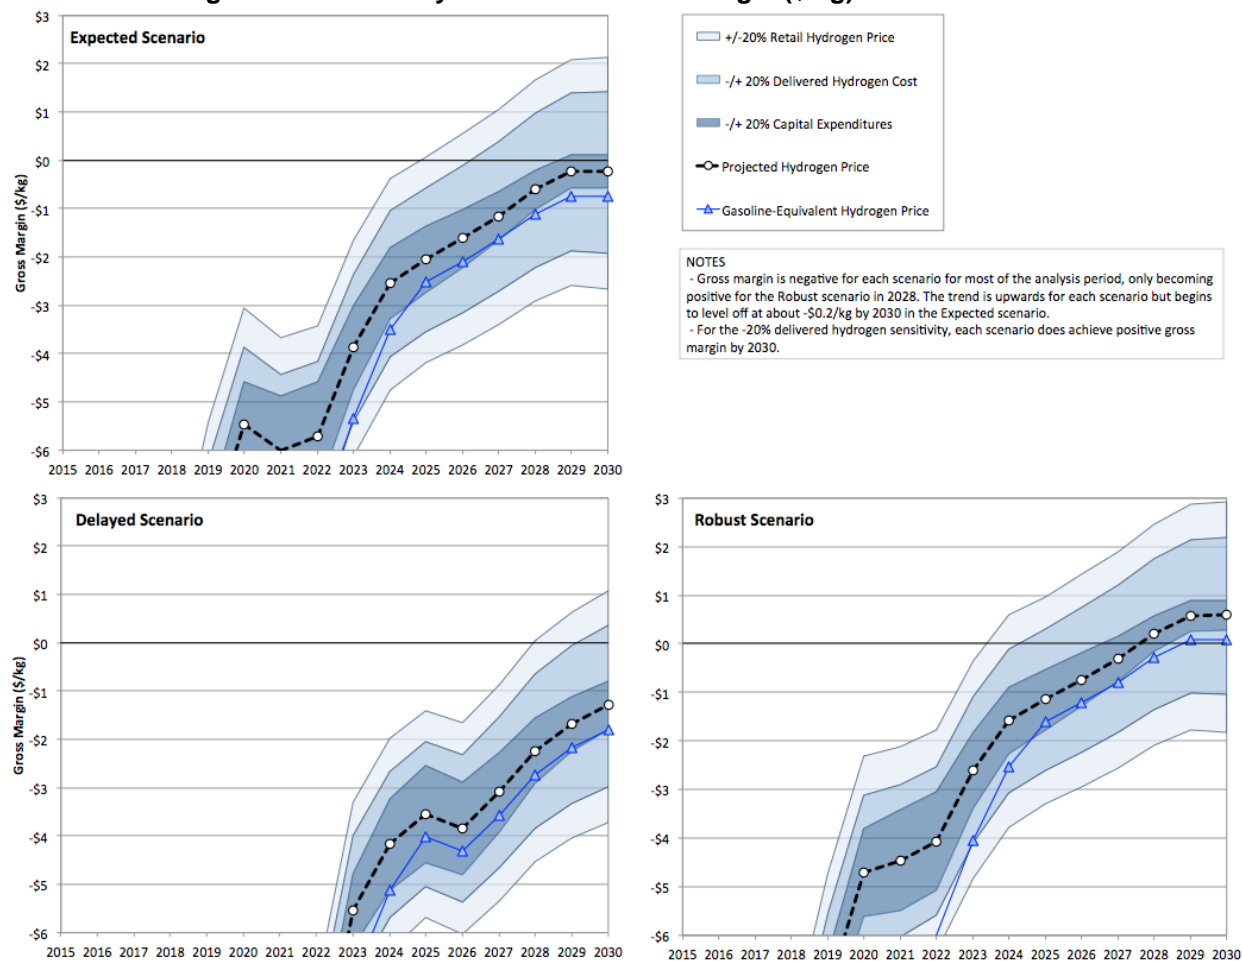 $3
Expected Scenario
$2
$1
$0
-$1
-$2
-$3
-$4
-$5
-$6
Gross Margin ($/kg)
2015 2016 2017 2018 2019 2020 2021 2022 2023 2024 2025 2026 2027 2028 2029 2030
+/-20% Retail Hydrogen Price
-/+ 20% Delivered Hydrogen Cost
-/+ 20% Capital Expenditures
Projected Hydrogen Price
Gasoline-Equivalent Hydrogen Price
NOTES
- Gross margin is negative for each scenario for most of the analysis period, only becoming
positive for the Robust scenario in 2028. The trend is upwards for each scenario but begins
to level off at about -$0.2/kg by 2030 in the Expected scenario.
- For the -20% delivered hydrogen sensitivity, each scenario does achieve positive gross
margin by 2030.
$3
Delayed Scenario
$2
$1
$0
-$1
-$2
-$3
-$4
-$5
-$6
Gross Margin ($/kg)
2015 2016 2017 2018 2019 2020 2021 2022 2023 2024 2025 2026 2027 2028 2029 2030
$3
Robust Scenario
$2
$1
$0
-$1
-$2
-$3
-$4
-$5
-$6
2015 2016 2017 2018 2019 2020 2021 2022 2023 2024 2025 2026 2027 2028 2029 2030